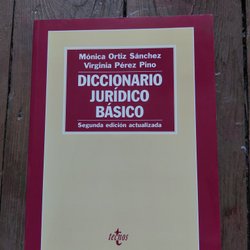 Mónica Ortiz Sánchez
Virginia Pérez Pino
DICCIONARIO
JURÍDICO
BÁSICO
Segunda edición actualizada
tecnos